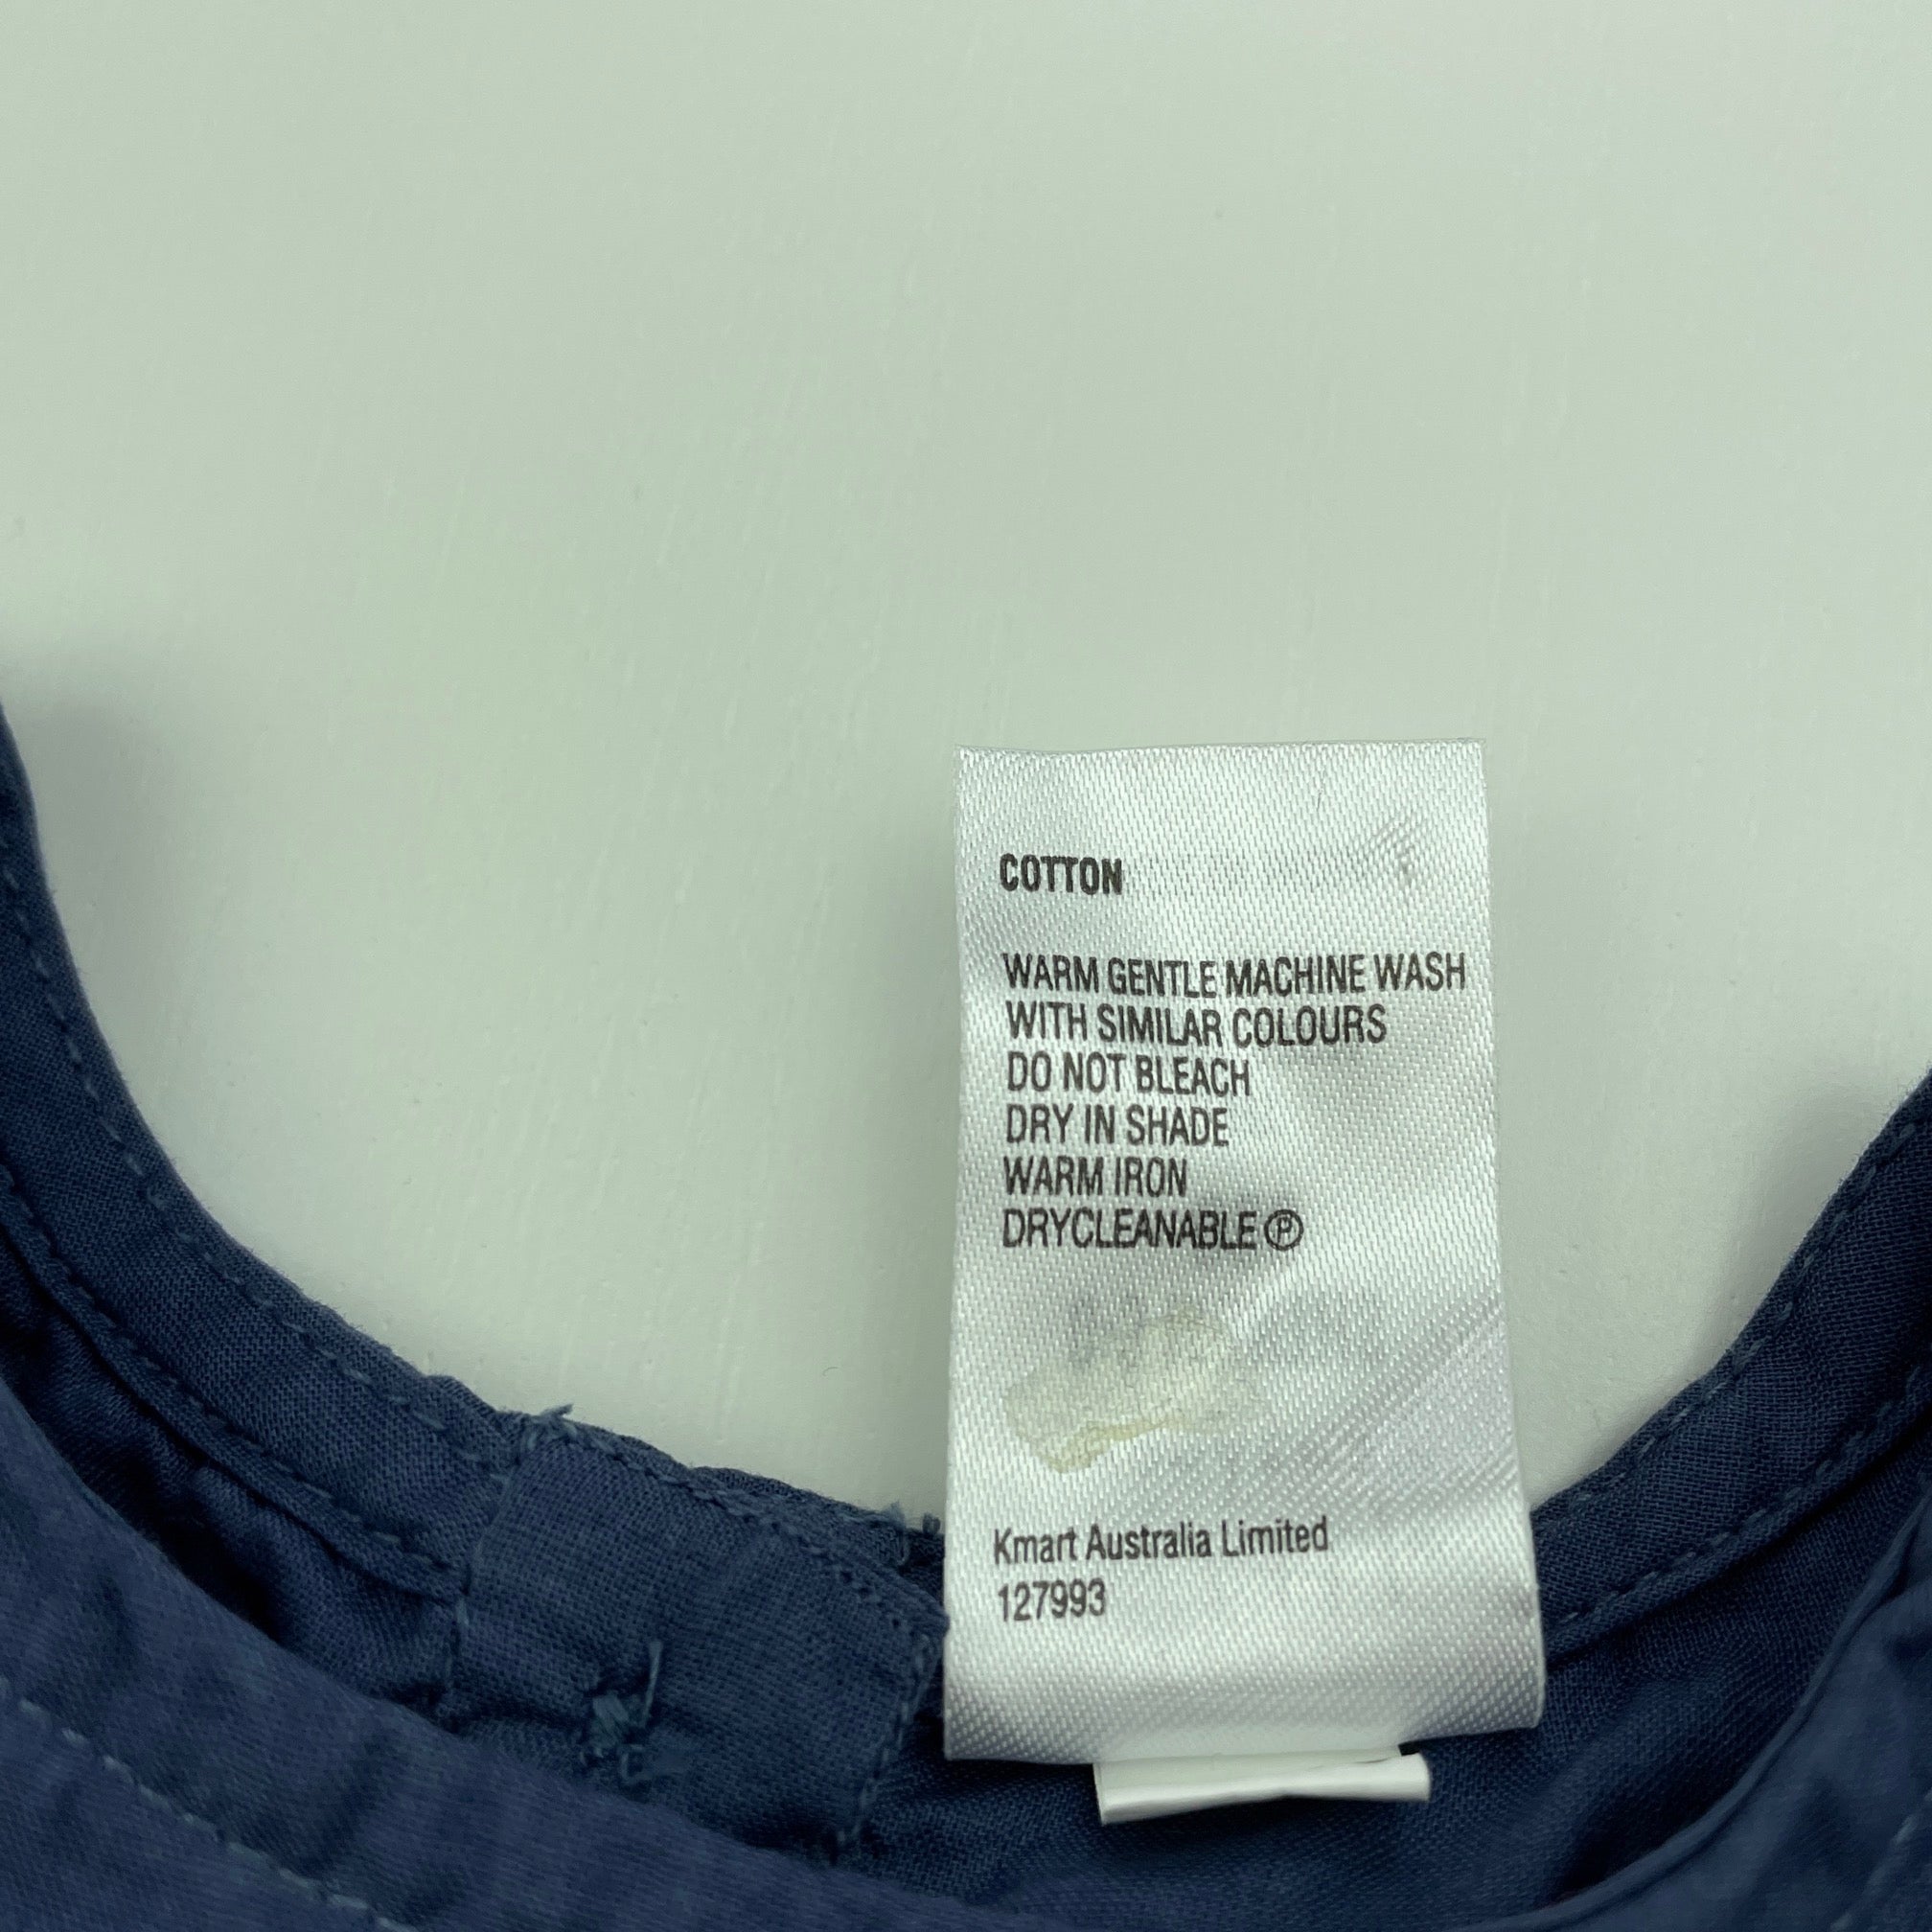 COTTON
WARM GENTLE MACHINE WASH
WITH SIMILAR COLOURS
DO NOT BLEACH
DRY IN SHADE
WARM IRON
DRYCLEANABLE Ⓟ
Kmart Australia Limited
127993